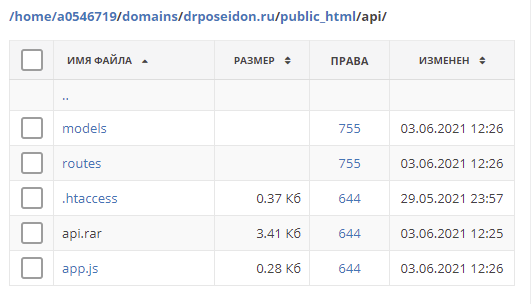 /home/a0546719/domains/drposeidon.ru/public_html/api/
ИМЯ ФАЙЛА РАЗМЕР ПРАВА ИЗМЕНЕН
..
models 755 03.06.2021 12:26
routes 755 03.06.2021 12:26
.htaccess 0.37 Кб 644 29.05.2021 23:57
api.rar 3.41 Кб 644 03.06.2021 12:25
app.js 0.28 Кб 644 03.06.2021 12:26